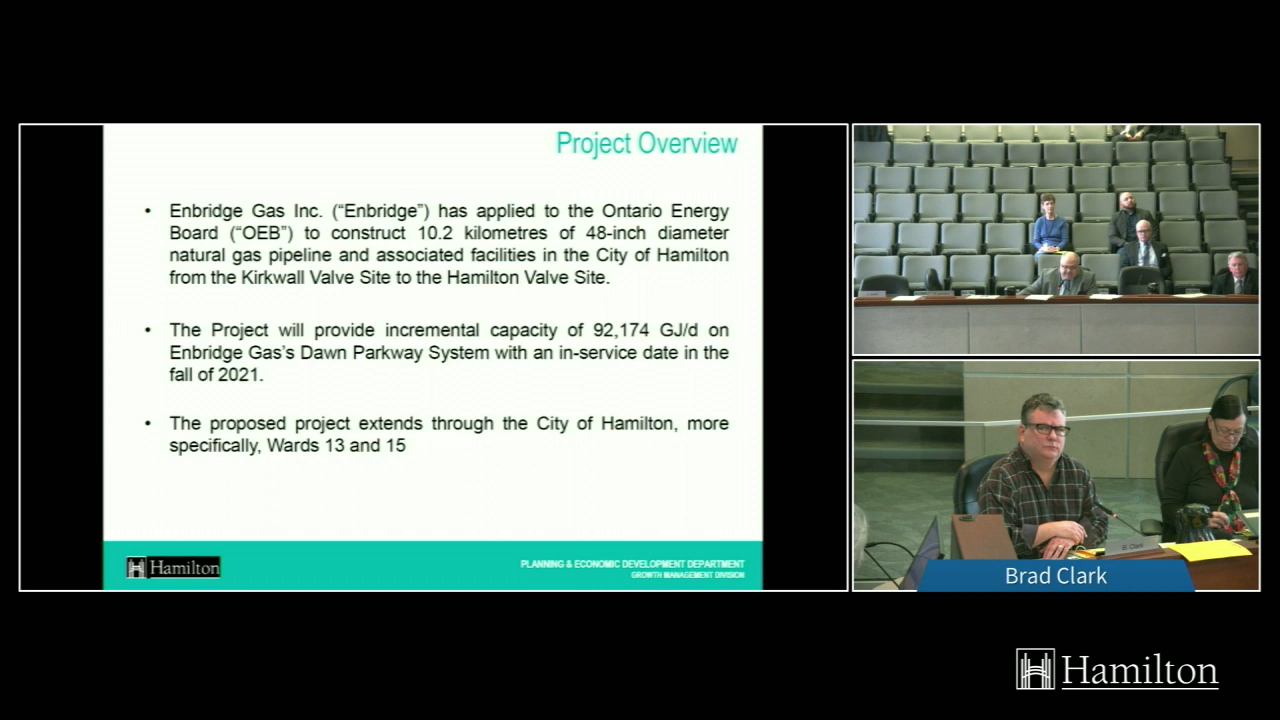 Project Overview
• Enbridge Gas Inc. (“Enbridge”) has applied to the Ontario Energy
Board (“OEB”) to construct 10.2 kilometres of 48-inch diameter
natural gas pipeline and associated facilities in the City of Hamilton
from the Kirkwall Valve Site to the Hamilton Valve Site.
• The Project will provide incremental capacity of 92,174 GJ/d on
Enbridge Gas’s Dawn Parkway System with an in-service date in the
fall of 2021.
• The proposed project extends through the City of Hamilton, more
specifically, Wards 13 and 15
Hamilton
PLANNING & ECONOMIC DEVELOPMENT DEPARTMENT
GROWTH MANAGEMENT DIVISION
B. Clark
Brad Clark
Hamilton